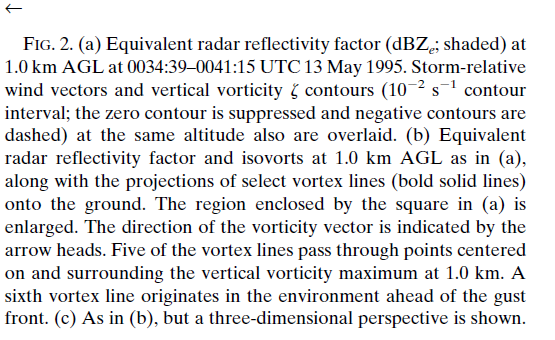 ←
FIG. 2. (a) Equivalent radar reflectivity factor (dBZₑ; shaded) at
1.0 km AGL at 0034:39–0041:15 UTC 13 May 1995. Storm-relative
wind vectors and vertical vorticity ζ contours (10⁻² s⁻¹ contour
interval; the zero contour is suppressed and negative contours are
dashed) at the same altitude also are overlaid. (b) Equivalent
radar reflectivity factor and isovorts at 1.0 km AGL as in (a),
along with the projections of select vortex lines (bold solid lines)
onto the ground. The region enclosed by the square in (a) is
enlarged. The direction of the vorticity vector is indicated by the
arrow heads. Five of the vortex lines pass through points centered
on and surrounding the vertical vorticity maximum at 1.0 km. A
sixth vortex line originates in the environment ahead of the gust
front. (c) As in (b), but a three-dimensional perspective is shown.